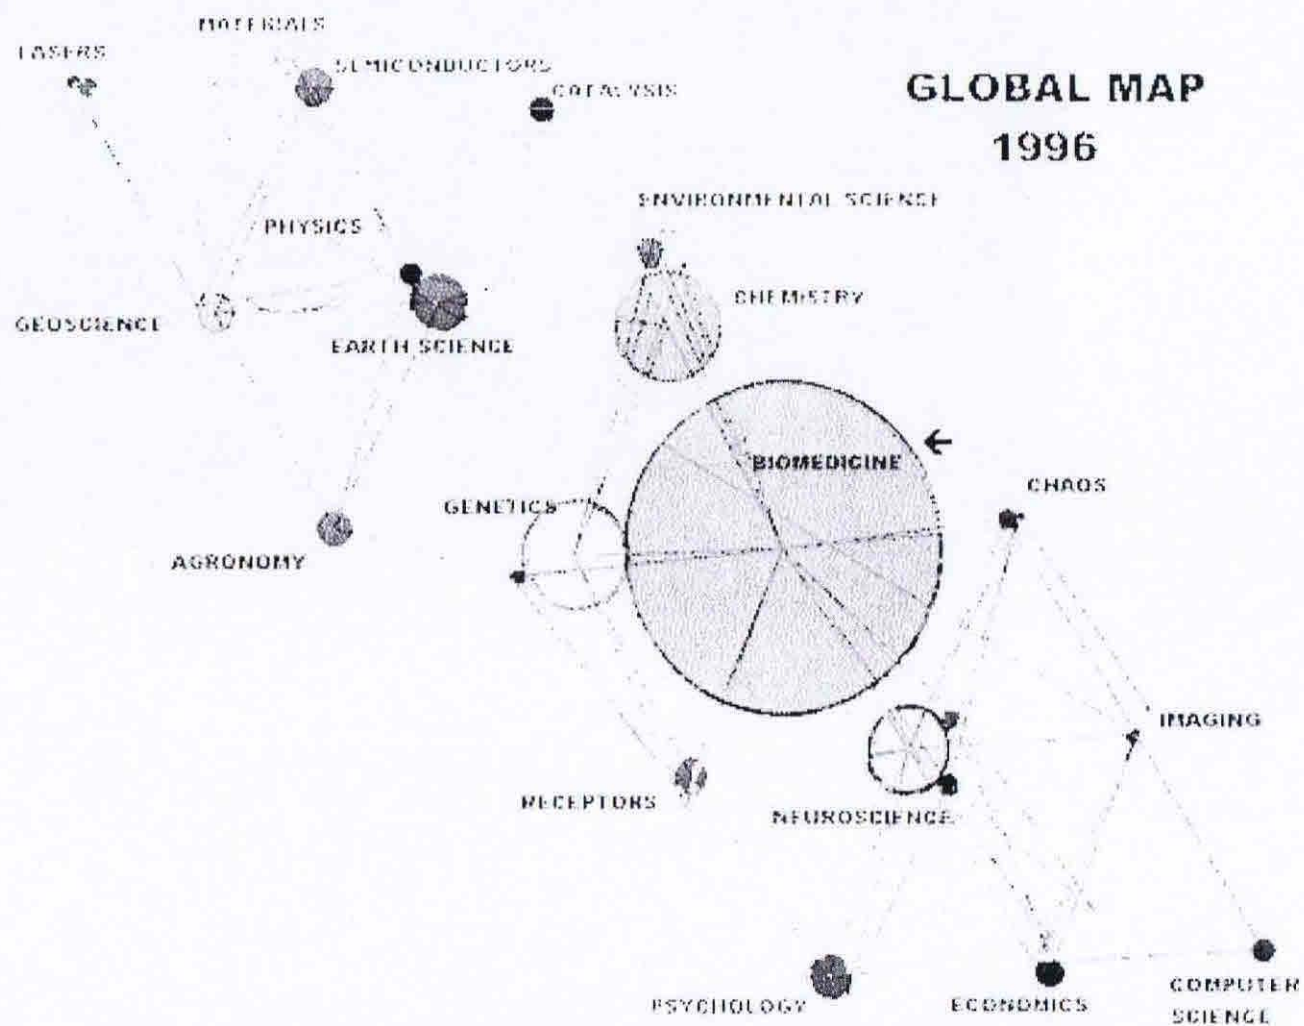 MATERIALS
LASERS
SEMICONDUCTORS
CATALYSIS
GLOBAL MAP
1996
ENVIRONMENTAL SCIENCE
PHYSICS
CHEMISTRY
GEOSCIENCE
EARTH SCIENCE
BIOMEDICINE
CHAOS
GENETICS
AGRONOMY
IMAGING
RECEPTORS
NEUROSCIENCE
PSYCHOLOGY
ECONOMICS
COMPUTER
SCIENCE